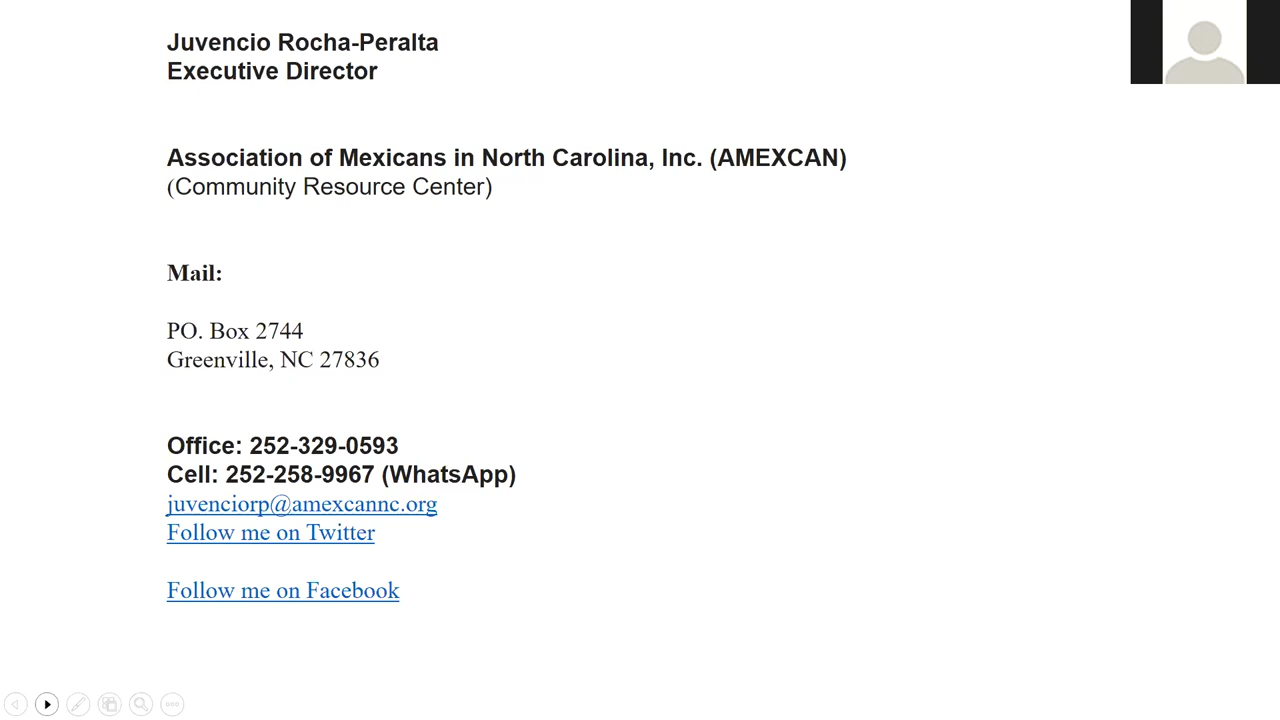 Juvencio Rocha-Peralta
Executive Director
Association of Mexicans in North Carolina, Inc. (AMEXCAN)
(Community Resource Center)
Mail:
PO. Box 2744
Greenville, NC 27836
Office: 252-329-0593
Cell: 252-258-9967 (WhatsApp)
juvenciorp@amexcannc.org
Follow me on Twitter
Follow me on Facebook